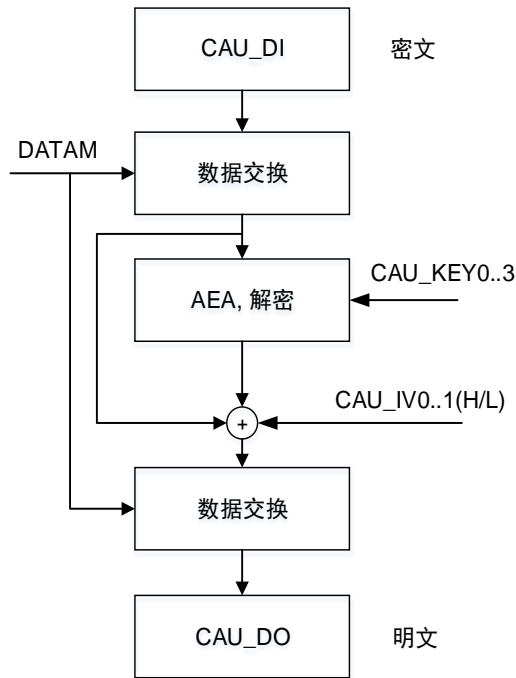 CAU_DI
密文
DATAM
数据交换
CAU_KEY0..3
AEA, 解密
CAU_IV0..1(H/L)
+
数据交换
CAU_DO
明文